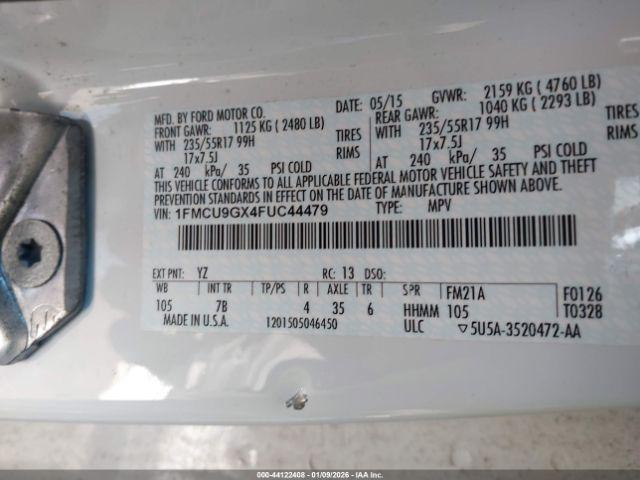 MFD. BY FORD MOTOR CO.
DATE: 05/15 GVWR: 2159 KG ( 4760 LB)
FRONT GAWR: 1125 KG ( 2480 LB) REAR GAWR: 1040 KG ( 2293 LB)
WITH 235/55R17 99H TIRES WITH 235/55R17 99H TIRES
17x7.5J RIMS 17x7.5J RIMS
AT 240 kPa/ 35 PSI COLD AT 240 kPa/ 35 PSI COLD
THIS VEHICLE CONFORMS TO ALL APPLICABLE FEDERAL MOTOR VEHICLE SAFETY AND THEFT
PREVENTION STANDARDS IN EFFECT ON THE DATE OF MANUFACTURE SHOWN ABOVE.
VIN: 1FMCU9GX4FUC44479 TYPE: MPV
EXT PNT: YZ RC: 13 DSO:
WB INT TR TP/PS R AXLE TR SPR FM21A F0126
105 7B 4 35 6 HHMM 105 T0328
MADE IN U.S.A. 1201505046450 ULC ▽5U5A-3520472-AA
000-44122408 - 01/09/2026 - IAAI.com